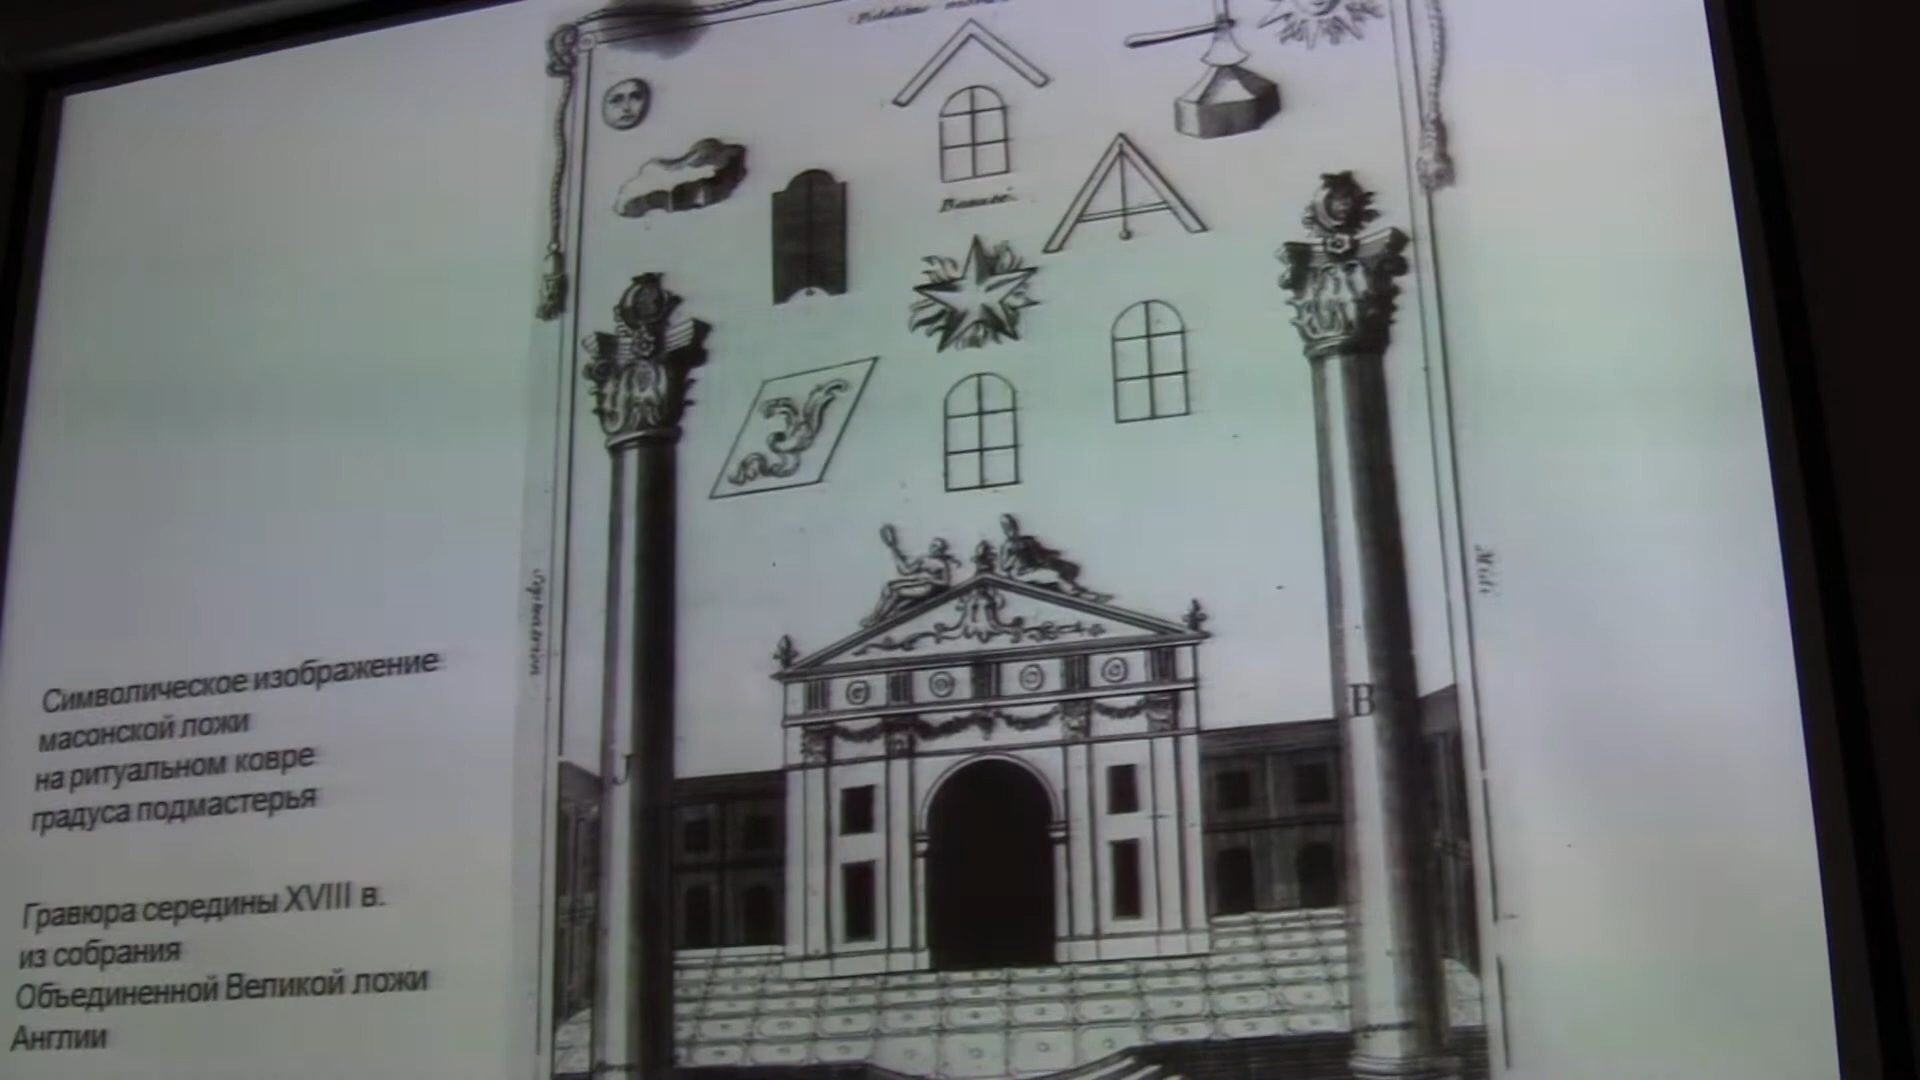 Символическое изображение
масонской ложи
на ритуальном ковре
градуса подмастерья
Гравюра середины XVIII в.
из собрания
Объединенной Великой ложи
Англии
J
B